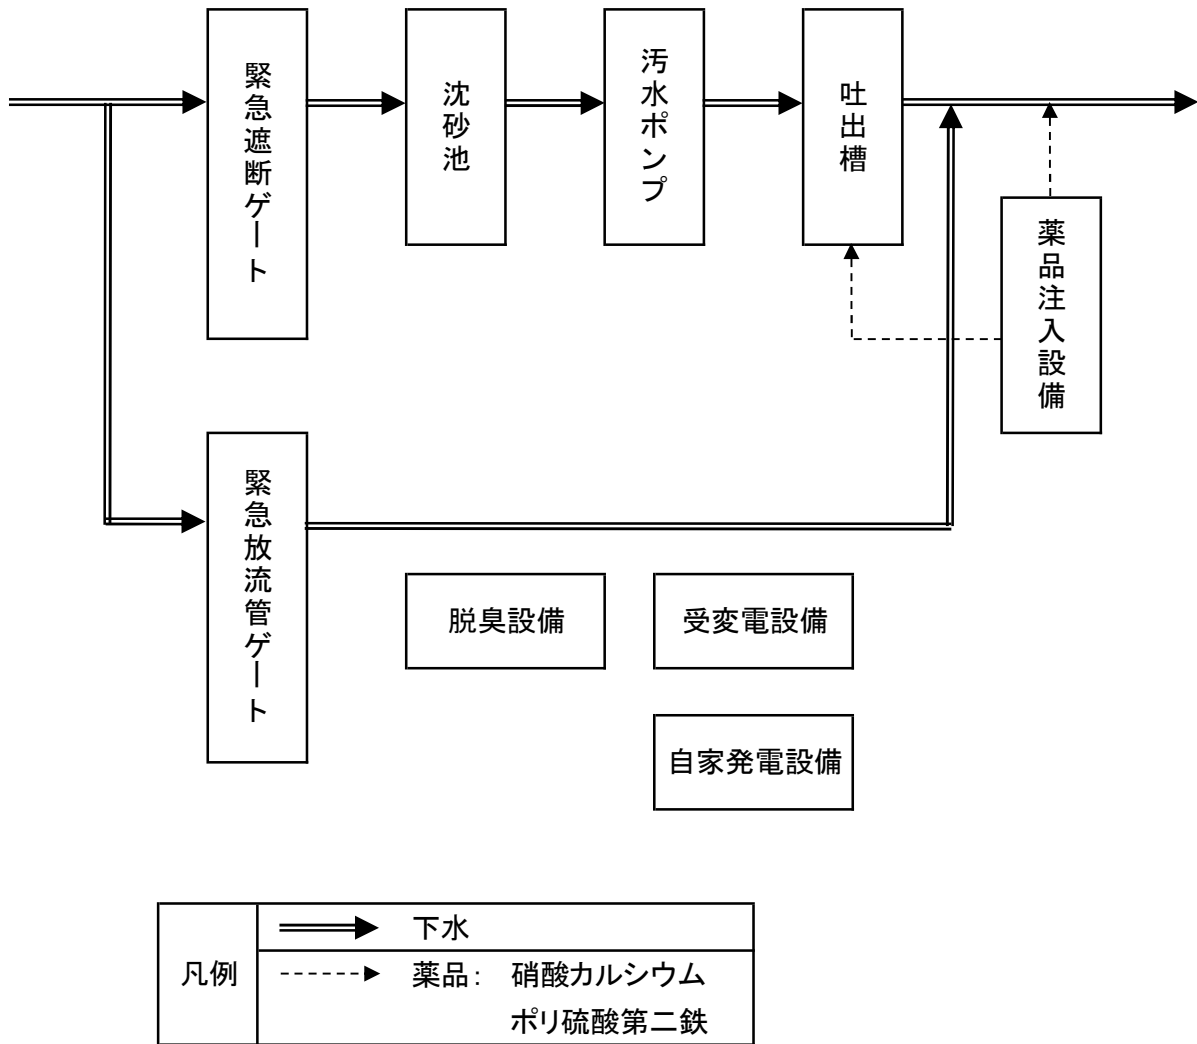 緊急遮断ゲート
沈砂池
汚水ポンプ
吐出槽
薬品注入設備
緊急放流管ゲート
脱臭設備
受変電設備
自家発電設備
凡例
下水
薬品： 硝酸カルシウム
ポリ硫酸第二鉄